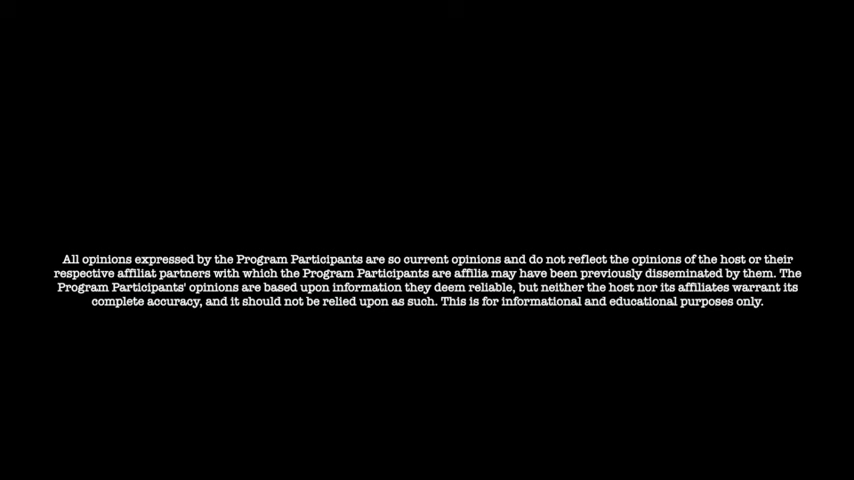 All opinions expressed by the Program Participants are so current opinions and do not reflect the opinions of the host or their
respective affiliat partners with which the Program Participants are affilia may have been previously disseminated by them. The
Program Participants' opinions are based upon information they deem reliable, but neither the host nor its affiliates warrant its
complete accuracy, and it should not be relied upon as such. This is for informational and educational purposes only.